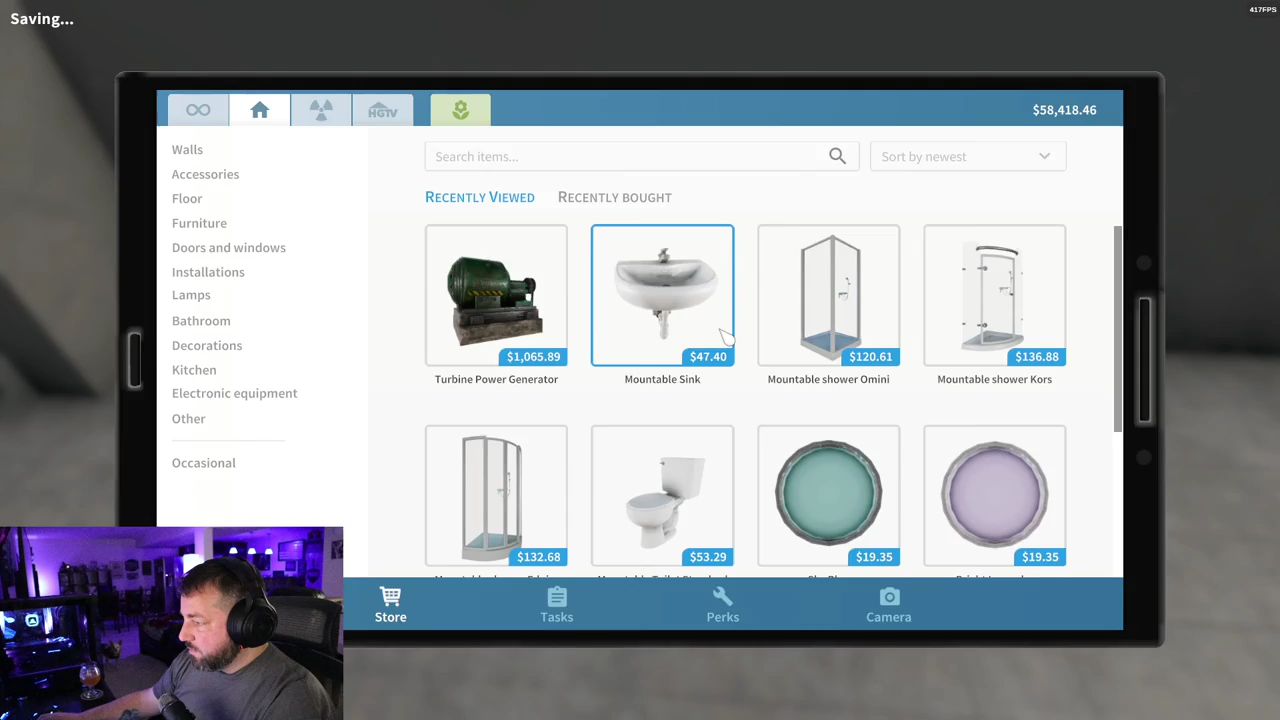 Saving...
417FPS
HGTV
$58,418.46
Walls
Accessories
Floor
Furniture
Doors and windows
Installations
Lamps
Bathroom
Decorations
Kitchen
Electronic equipment
Other
Occasional
Search items...
Sort by newest
RECENTLY VIEWED
RECENTLY BOUGHT
$1,065.89
$47.40
$120.61
$136.88
Turbine Power Generator
Mountable Sink
Mountable shower Omini
Mountable shower Kors
$132.68
$53.29
$19.35
$19.35
Store
Tasks
Perks
Camera